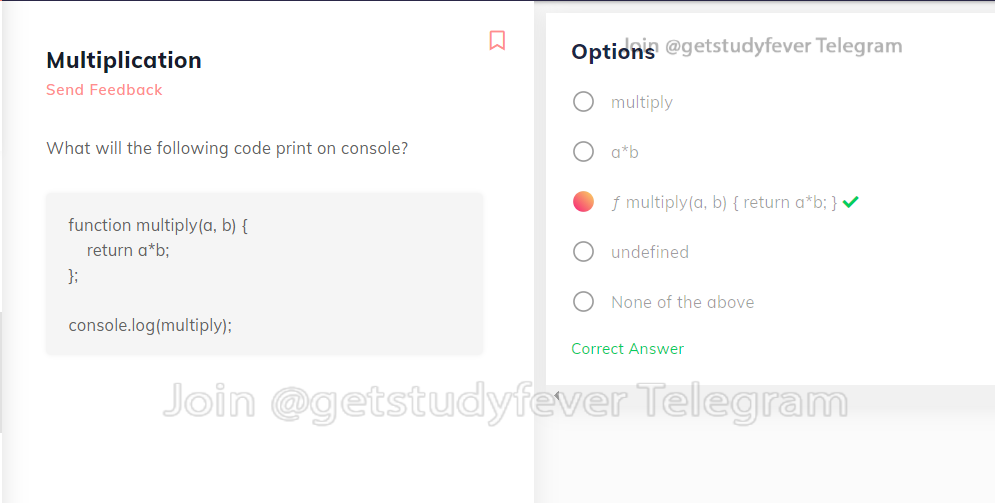 Multiplication
Send Feedback
What will the following code print on console?
function multiply(a, b) {
return a*b;
};
console.log(multiply);
Join @getstudyfever Telegram
Options
multiply
a*b
ƒ multiply(a, b) { return a*b; }
undefined
None of the above
Correct Answer
Join @getstudyfever Telegram